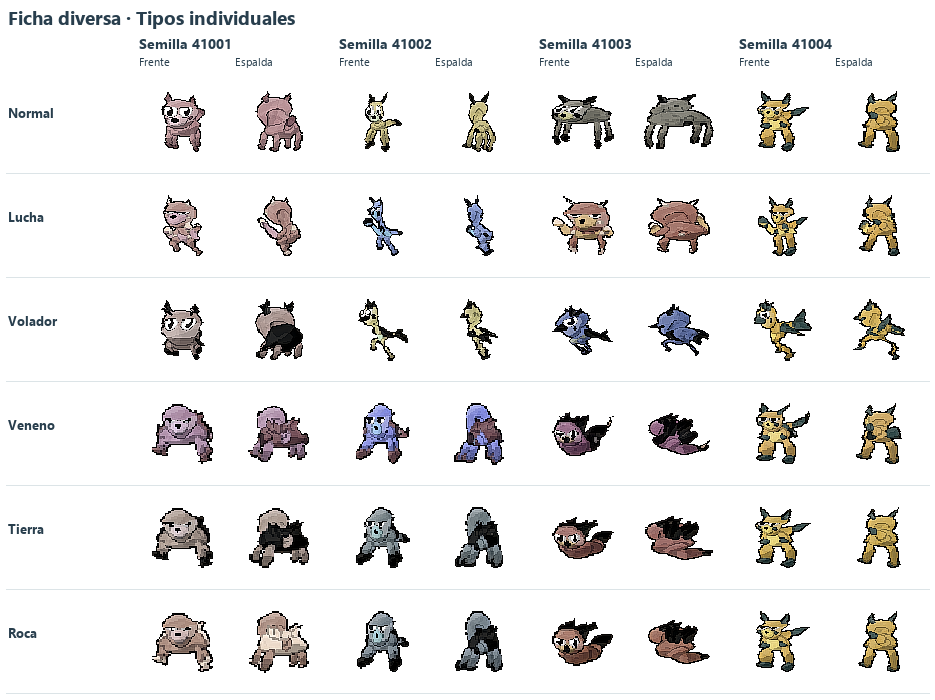 Ficha diversa · Tipos individuales
Semilla 41001 Semilla 41002 Semilla 41003 Semilla 41004
Frente Espalda Frente Espalda Frente Espalda Frente Espalda
Normal
Lucha
Volador
Veneno
Tierra
Roca